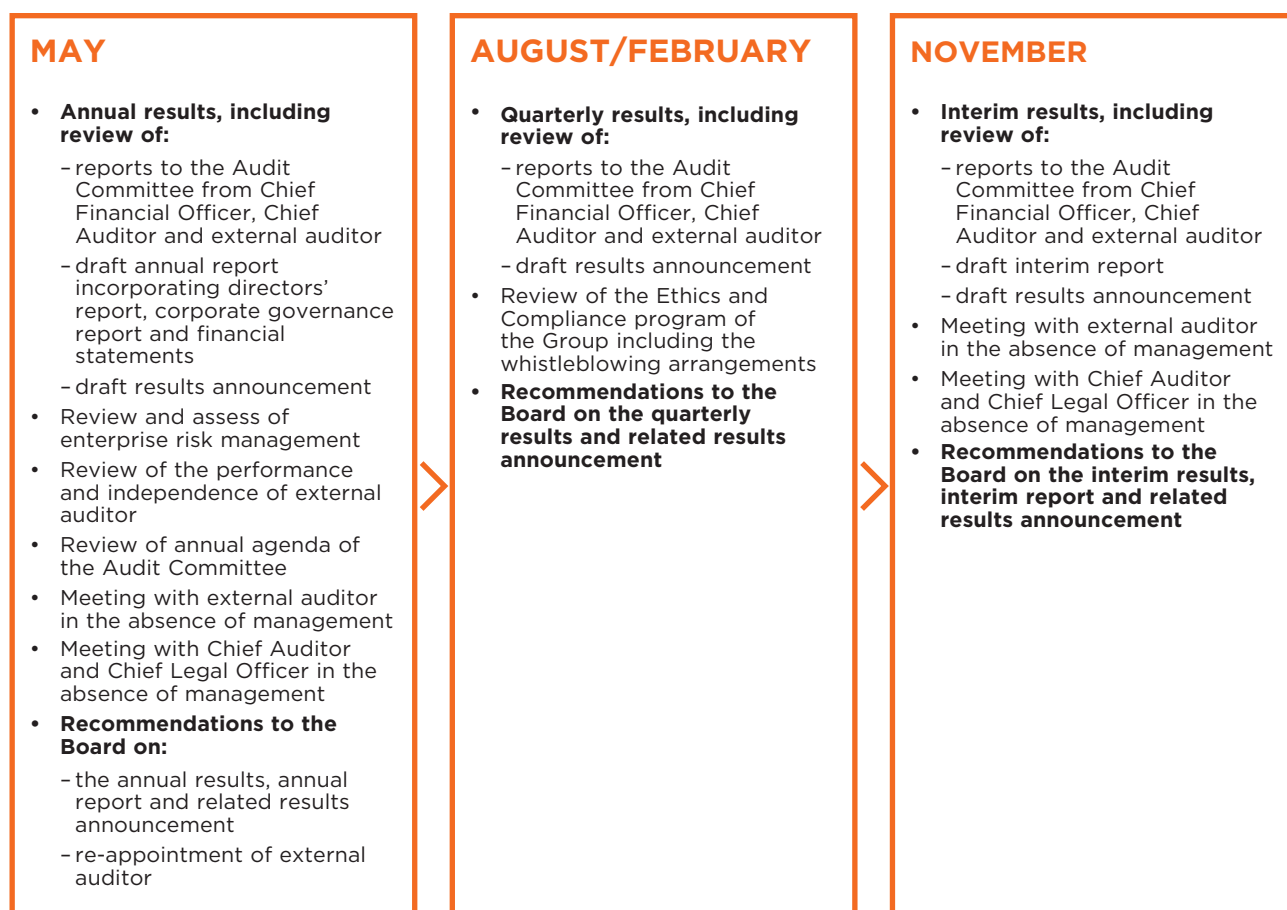 MAY
• Annual results, including
review of:
– reports to the Audit
Committee from Chief
Financial Officer, Chief
Auditor and external auditor
– draft annual report
incorporating directors’
report, corporate governance
report and financial
statements
– draft results announcement
• Review and assess of
enterprise risk management
• Review of the performance
and independence of external
auditor
• Review of annual agenda of
the Audit Committee
• Meeting with external auditor
in the absence of management
• Meeting with Chief Auditor
and Chief Legal Officer in the
absence of management
• Recommendations to the
Board on:
– the annual results, annual
report and related results
announcement
– re-appointment of external
auditor
AUGUST/FEBRUARY
• Quarterly results, including
review of:
– reports to the Audit
Committee from Chief
Financial Officer, Chief
Auditor and external auditor
– draft results announcement
• Review of the Ethics and
Compliance program of
the Group including the
whistleblowing arrangements
• Recommendations to the
Board on the quarterly
results and related results
announcement
NOVEMBER
• Interim results, including
review of:
– reports to the Audit
Committee from Chief
Financial Officer, Chief
Auditor and external auditor
– draft interim report
– draft results announcement
• Meeting with external auditor
in the absence of management
• Meeting with Chief Auditor
and Chief Legal Officer in the
absence of management
• Recommendations to the
Board on the interim results,
interim report and related
results announcement